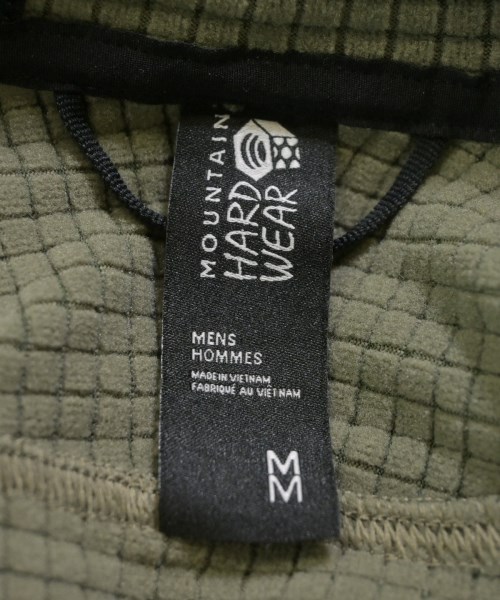 MOUNTAIN
HARD
WEAR
MENS
HOMMES
MADE IN VIETNAM
FABRIQUÉ AU VIETNAM
M
M